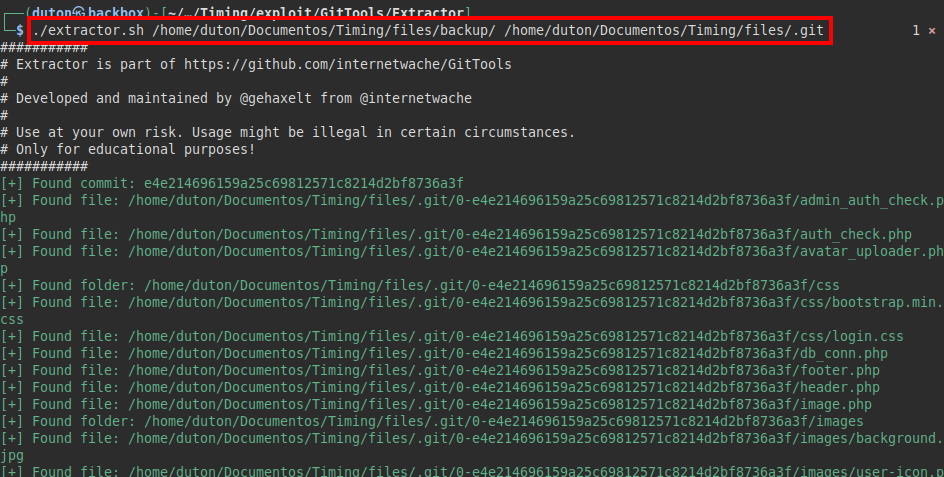 (duton㉿backbox)-[~/…/Timing/exploit/GitTools/Extractor]
$ ./extractor.sh /home/duton/Documentos/Timing/files/backup/ /home/duton/Documentos/Timing/files/.git 1 ×
###########
# Extractor is part of https://github.com/internetwache/GitTools
#
# Developed and maintained by @gehaxelt from @internetwache
#
# Use at your own risk. Usage might be illegal in certain circumstances.
# Only for educational purposes!
###########
[+] Found commit: e4e214696159a25c69812571c8214d2bf8736a3f
[+] Found file: /home/duton/Documentos/Timing/files/.git/0-e4e214696159a25c69812571c8214d2bf8736a3f/admin_auth_check.p
hp
[+] Found file: /home/duton/Documentos/Timing/files/.git/0-e4e214696159a25c69812571c8214d2bf8736a3f/auth_check.php
[+] Found file: /home/duton/Documentos/Timing/files/.git/0-e4e214696159a25c69812571c8214d2bf8736a3f/avatar_uploader.ph
p
[+] Found folder: /home/duton/Documentos/Timing/files/.git/0-e4e214696159a25c69812571c8214d2bf8736a3f/css
[+] Found file: /home/duton/Documentos/Timing/files/.git/0-e4e214696159a25c69812571c8214d2bf8736a3f/css/bootstrap.min.
css
[+] Found file: /home/duton/Documentos/Timing/files/.git/0-e4e214696159a25c69812571c8214d2bf8736a3f/css/login.css
[+] Found file: /home/duton/Documentos/Timing/files/.git/0-e4e214696159a25c69812571c8214d2bf8736a3f/db_conn.php
[+] Found file: /home/duton/Documentos/Timing/files/.git/0-e4e214696159a25c69812571c8214d2bf8736a3f/footer.php
[+] Found file: /home/duton/Documentos/Timing/files/.git/0-e4e214696159a25c69812571c8214d2bf8736a3f/header.php
[+] Found file: /home/duton/Documentos/Timing/files/.git/0-e4e214696159a25c69812571c8214d2bf8736a3f/image.php
[+] Found folder: /home/duton/Documentos/Timing/files/.git/0-e4e214696159a25c69812571c8214d2bf8736a3f/images
[+] Found file: /home/duton/Documentos/Timing/files/.git/0-e4e214696159a25c69812571c8214d2bf8736a3f/images/background.
jpg
[+] Found file: /home/duton/Documentos/Timing/files/.git/0-e4e214696159a25c69812571c8214d2bf8736a3f/images/user-icon.p